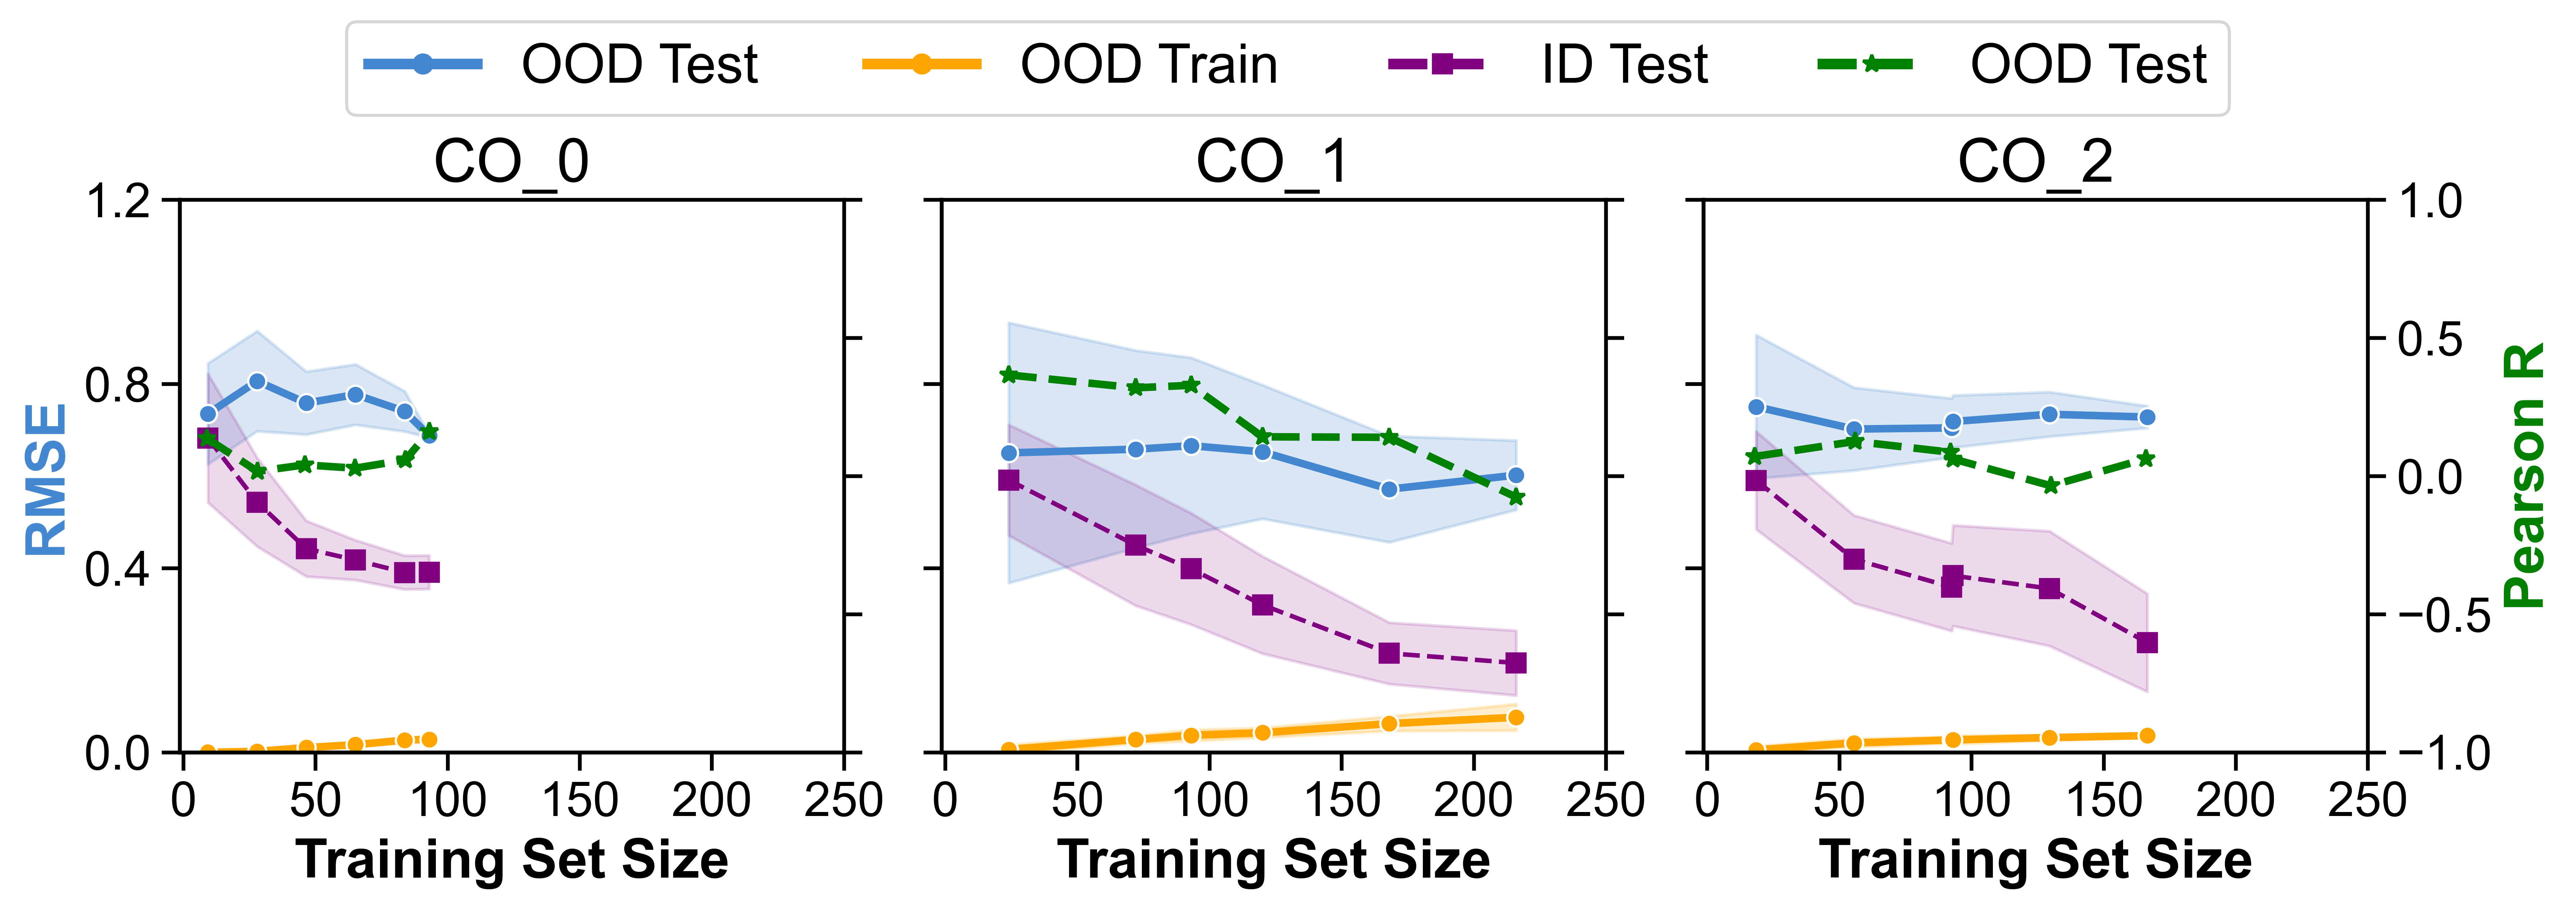 OOD Test OOD Train ID Test OOD Test
CO_0 CO_1 CO_2
1.2
0.8
0.4
0.0
RMSE
0 50 100 150 200 250
0 50 100 150 200 250
0 50 100 150 200 250
1.0
0.5
0.0
−0.5
−1.0
Pearson R
Training Set Size Training Set Size Training Set Size